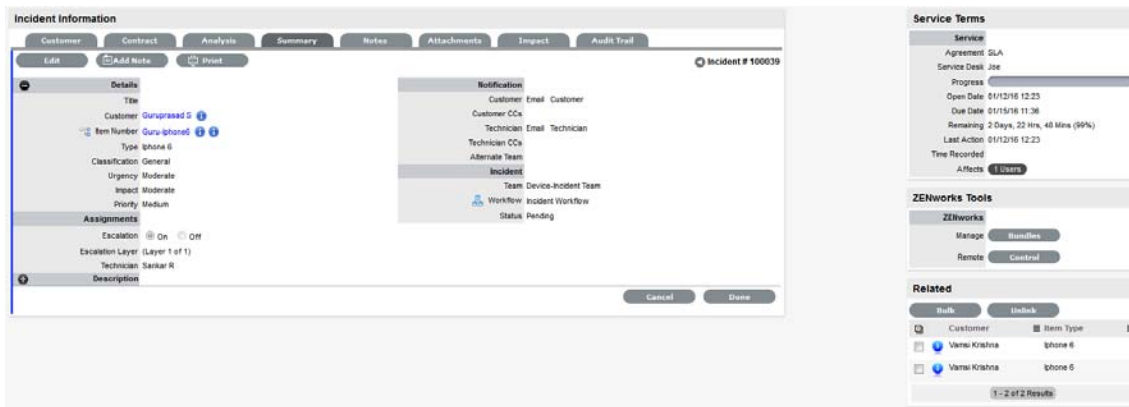 Incident Information
Customer Contract Analysis Summary Notes Attachments Impact Audit Trail
Edit Add Note Print
Incident # 100039
Details
Title
Customer Guruprasad S
Item Number Guru-Iphone6
Type Iphone 6
Classification General
Urgency Moderate
Impact Moderate
Priority Medium
Assignments
Escalation On Off
Escalation Layer (Layer 1 of 1)
Technician Sankar R
Description
Notification
Customer Email Customer
Customer CCs
Technician Email Technician
Technician CCs
Alternate Team
Incident
Team Device-Incident Team
Workflow Incident Workflow
Status Pending
Cancel Done
Service Terms
Service
Agreement SLA
Service Desk Jse
Progress
Open Date 01/12/16 12:23
Due Date 01/15/16 11:36
Remaining 2 Days, 22 Hrs, 48 Mins (99%)
Last Action 01/12/16 12:23
Time Recorded
Affects 1 Users
ZENworks Tools
ZENworks
Manage Bundles
Remote Control
Related
Bulk Unlink
Customer Item Type
Vamsi Krishna Iphone 6
Vamsi Krishna Iphone 6
1 - 2 of 2 Results